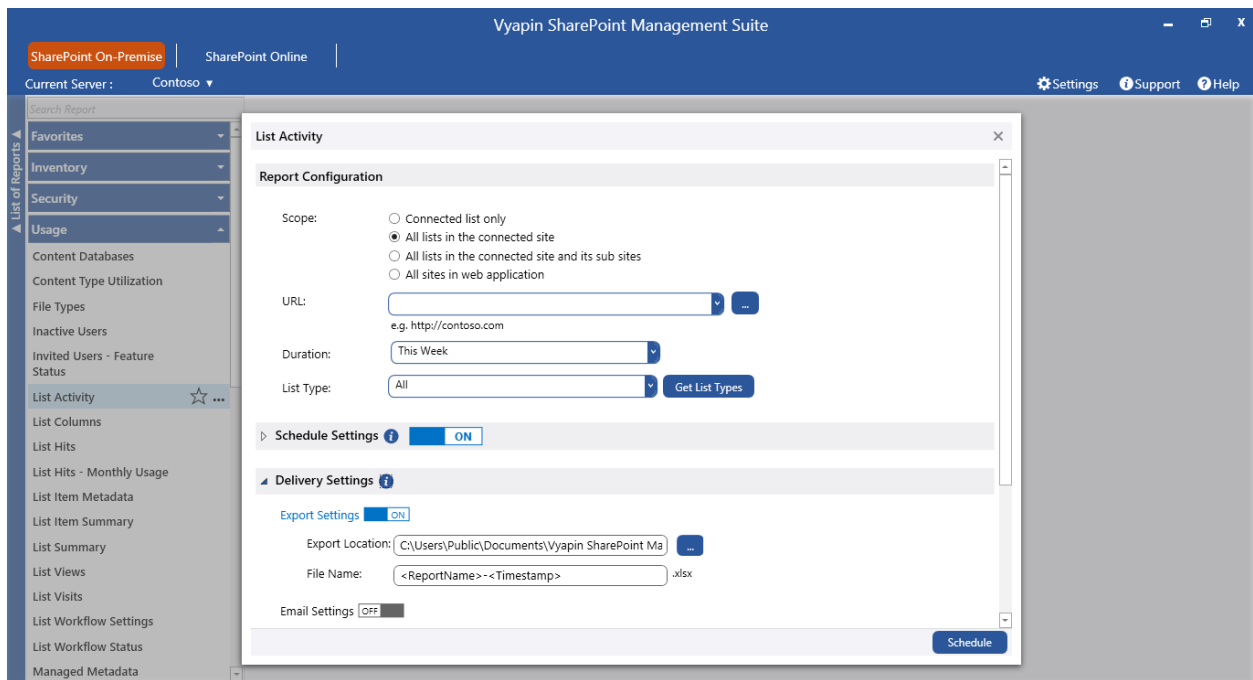 Vyapin SharePoint Management Suite
SharePoint On-Premise
SharePoint Online
Current Server :
Contoso
Settings
Support
Help
List of Reports
Search Report
Favorites
Inventory
Security
Usage
Content Databases
Content Type Utilization
File Types
Inactive Users
Invited Users - Feature
Status
List Activity
...
List Columns
List Hits
List Hits - Monthly Usage
List Item Metadata
List Item Summary
List Summary
List Views
List Visits
List Workflow Settings
List Workflow Status
Managed Metadata
List Activity
Report Configuration
Scope:
Connected list only
All lists in the connected site
All lists in the connected site and its sub sites
All sites in web application
URL:
...
e.g. http://contoso.com
Duration:
This Week
List Type:
All
Get List Types
Schedule Settings
ON
Delivery Settings
Export Settings
ON
Export Location:
C:\Users\Public\Documents\Vyapin SharePoint Ma
...
File Name:
<ReportName>-<Timestamp>
.xlsx
Email Settings
OFF
Schedule